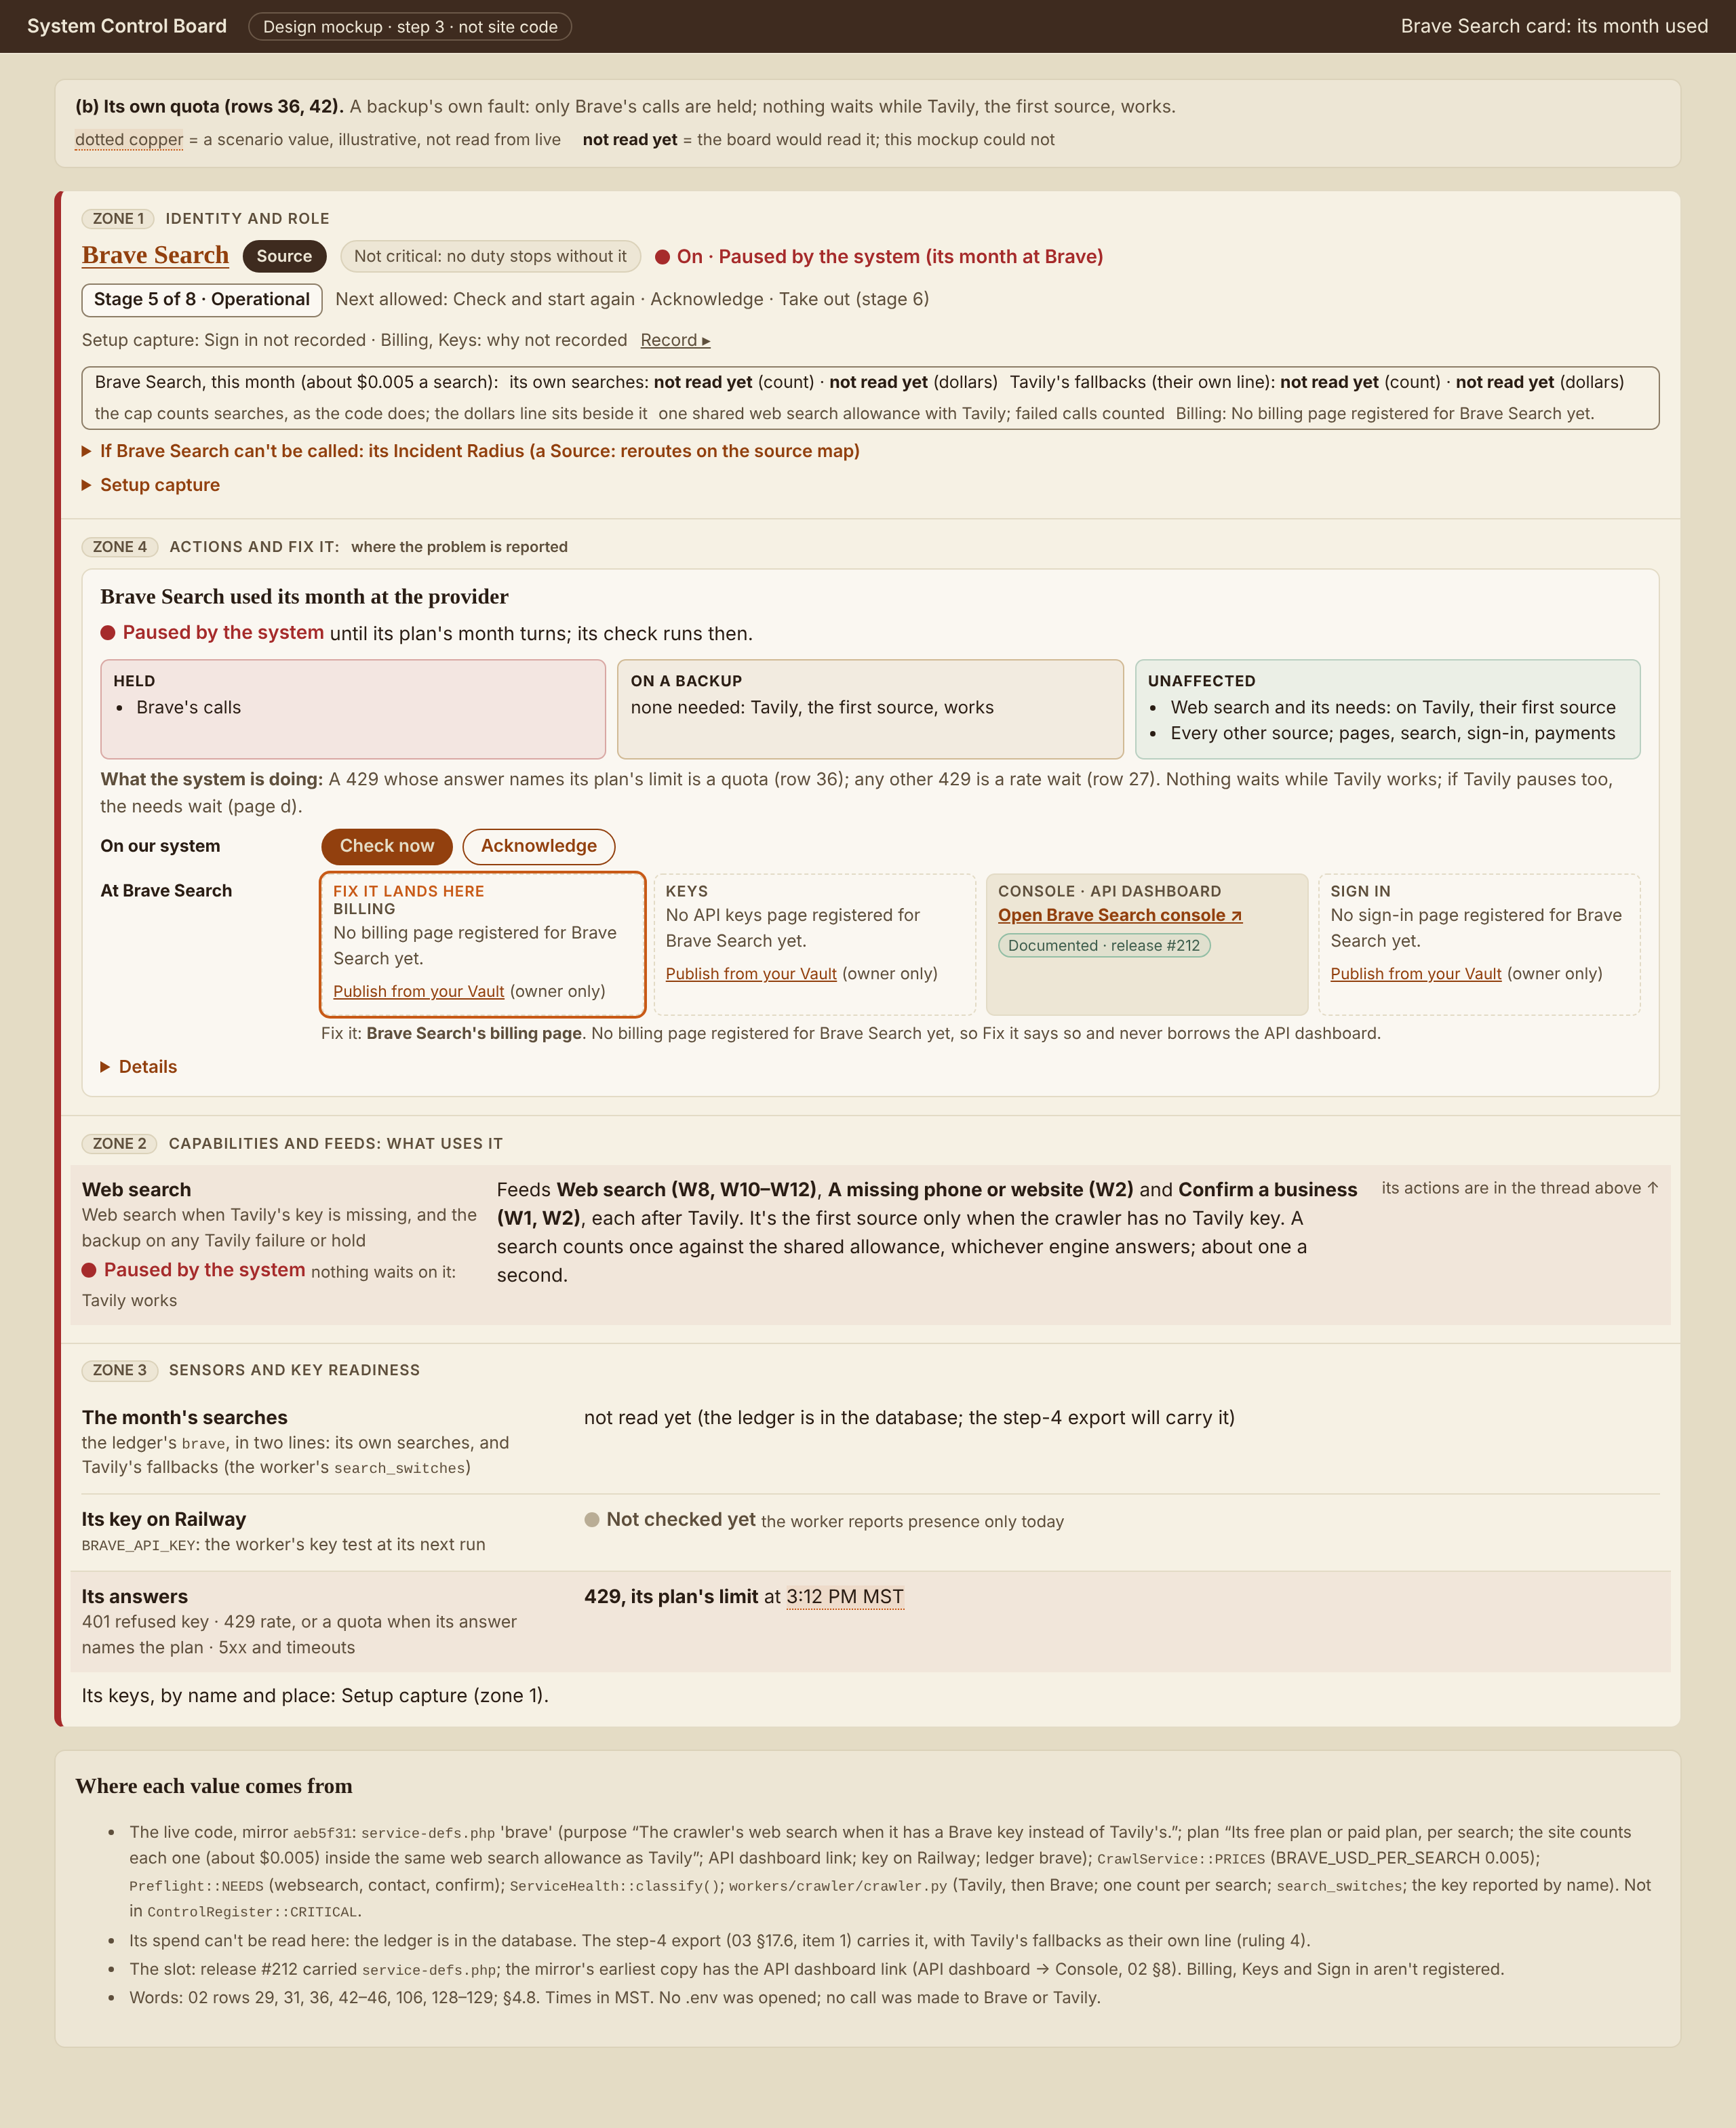 System Control Board
Design mockup · step 3 · not site code
Brave Search card: its month used
(b) Its own quota (rows 36, 42). A backup's own fault: only Brave's calls are held; nothing waits while Tavily, the first source, works.
dotted copper = a scenario value, illustrative, not read from live not read yet = the board would read it; this mockup could not
ZONE 1 IDENTITY AND ROLE
Brave Search Source Not critical: no duty stops without it On · Paused by the system (its month at Brave)
Stage 5 of 8 · Operational Next allowed: Check and start again · Acknowledge · Take out (stage 6)
Setup capture: Sign in not recorded · Billing, Keys: why not recorded Record ▸
Brave Search, this month (about $0.005 a search): its own searches: not read yet (count) · not read yet (dollars) Tavily's fallbacks (their own line): not read yet (count) · not read yet (dollars)
the cap counts searches, as the code does; the dollars line sits beside it one shared web search allowance with Tavily; failed calls counted Billing: No billing page registered for Brave Search yet.
▶ If Brave Search can't be called: its Incident Radius (a Source: reroutes on the source map)
▶ Setup capture
ZONE 4 ACTIONS AND FIX IT: where the problem is reported
Brave Search used its month at the provider
Paused by the system until its plan's month turns; its check runs then.
HELD
• Brave's calls
ON A BACKUP
none needed: Tavily, the first source, works
UNAFFECTED
• Web search and its needs: on Tavily, their first source
• Every other source; pages, search, sign-in, payments
What the system is doing: A 429 whose answer names its plan's limit is a quota (row 36); any other 429 is a rate wait (row 27). Nothing waits while Tavily works; if Tavily pauses too,
the needs wait (page d).
On our system Check now Acknowledge
At Brave Search
FIX IT LANDS HERE
BILLING
No billing page registered for Brave
Search yet.
Publish from your Vault (owner only)
KEYS
No API keys page registered for
Brave Search yet.
Publish from your Vault (owner only)
CONSOLE · API DASHBOARD
Open Brave Search console ↗
Documented · release #212
SIGN IN
No sign-in page registered for Brave
Search yet.
Publish from your Vault (owner only)
Fix it: Brave Search's billing page. No billing page registered for Brave Search yet, so Fix it says so and never borrows the API dashboard.
▶ Details
ZONE 2 CAPABILITIES AND FEEDS: WHAT USES IT
Web search
Web search when Tavily's key is missing, and the
backup on any Tavily failure or hold
Paused by the system nothing waits on it:
Tavily works
Feeds Web search (W8, W10–W12), A missing phone or website (W2) and Confirm a business
(W1, W2), each after Tavily. It's the first source only when the crawler has no Tavily key. A
search counts once against the shared allowance, whichever engine answers; about one a
second.
its actions are in the thread above ↑
ZONE 3 SENSORS AND KEY READINESS
The month's searches
the ledger's brave, in two lines: its own searches, and
Tavily's fallbacks (the worker's search_switches)
not read yet (the ledger is in the database; the step-4 export will carry it)
Its key on Railway
BRAVE_API_KEY: the worker's key test at its next run
Not checked yet the worker reports presence only today
Its answers
401 refused key · 429 rate, or a quota when its answer
names the plan · 5xx and timeouts
429, its plan's limit at 3:12 PM MST
Its keys, by name and place: Setup capture (zone 1).
Where each value comes from
• The live code, mirror aeb5f31: service-defs.php 'brave' (purpose “The crawler's web search when it has a Brave key instead of Tavily's.”; plan “Its free plan or paid plan, per search; the site counts
each one (about $0.005) inside the same web search allowance as Tavily”; API dashboard link; key on Railway; ledger brave); CrawlService::PRICES (BRAVE_USD_PER_SEARCH 0.005);
Preflight::NEEDS (websearch, contact, confirm); ServiceHealth::classify(); workers/crawler/crawler.py (Tavily, then Brave; one count per search; search_switches; the key reported by name). Not
in ControlRegister::CRITICAL.
• Its spend can't be read here: the ledger is in the database. The step-4 export (03 §17.6, item 1) carries it, with Tavily's fallbacks as their own line (ruling 4).
• The slot: release #212 carried service-defs.php; the mirror's earliest copy has the API dashboard link (API dashboard → Console, 02 §8). Billing, Keys and Sign in aren't registered.
• Words: 02 rows 29, 31, 36, 42–46, 106, 128–129; §4.8. Times in MST. No .env was opened; no call was made to Brave or Tavily.